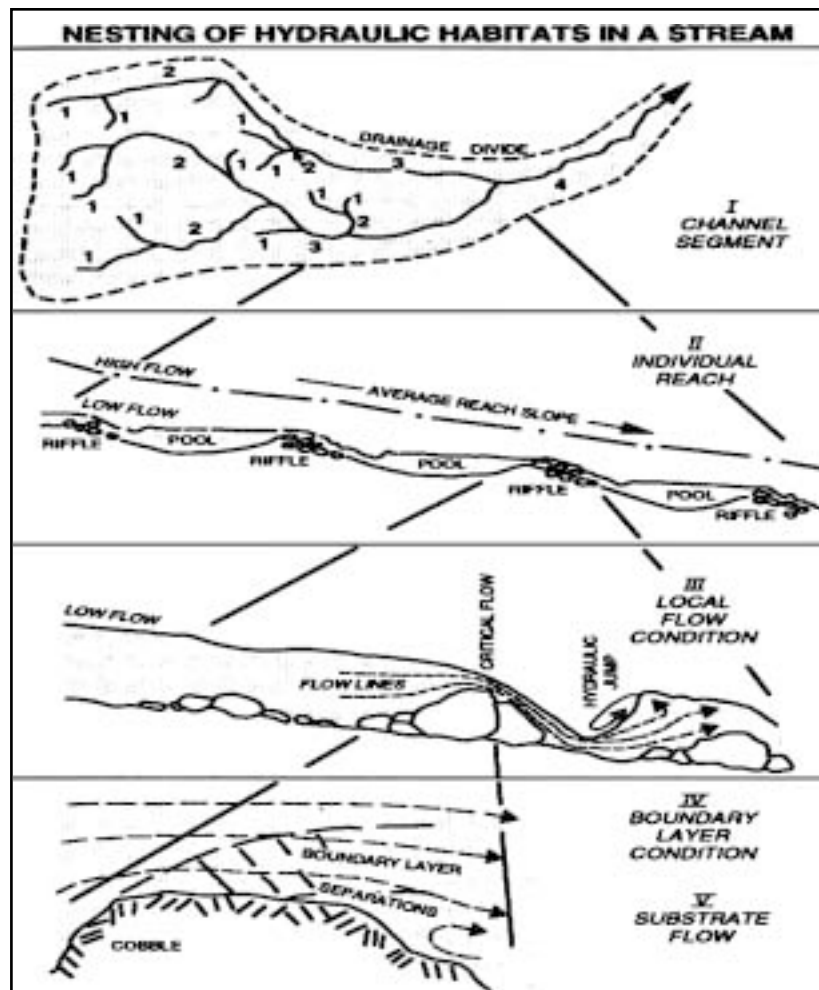 NESTING OF HYDRAULIC HABITATS IN A STREAM
2
1
1
1
1
DRAINAGE DIVIDE
2
1
1
2
3
1
1
4
1
1
1
2
1
2
1
3
I
CHANNEL
SEGMENT
II
INDIVIDUAL
REACH
HIGH FLOW
AVERAGE REACH SLOPE
LOW FLOW
RIFFLE
POOL
RIFFLE
POOL
RIFFLE
POOL
RIFFLE
III
LOCAL
FLOW
CONDITION
LOW FLOW
CRITICAL FLOW
HYDRAULIC
JUMP
FLOW LINES
IV
BOUNDARY
LAYER
CONDITION
BOUNDARY LAYER
SEPARATIONS
V
SUBSTRATE
FLOW
COBBLE